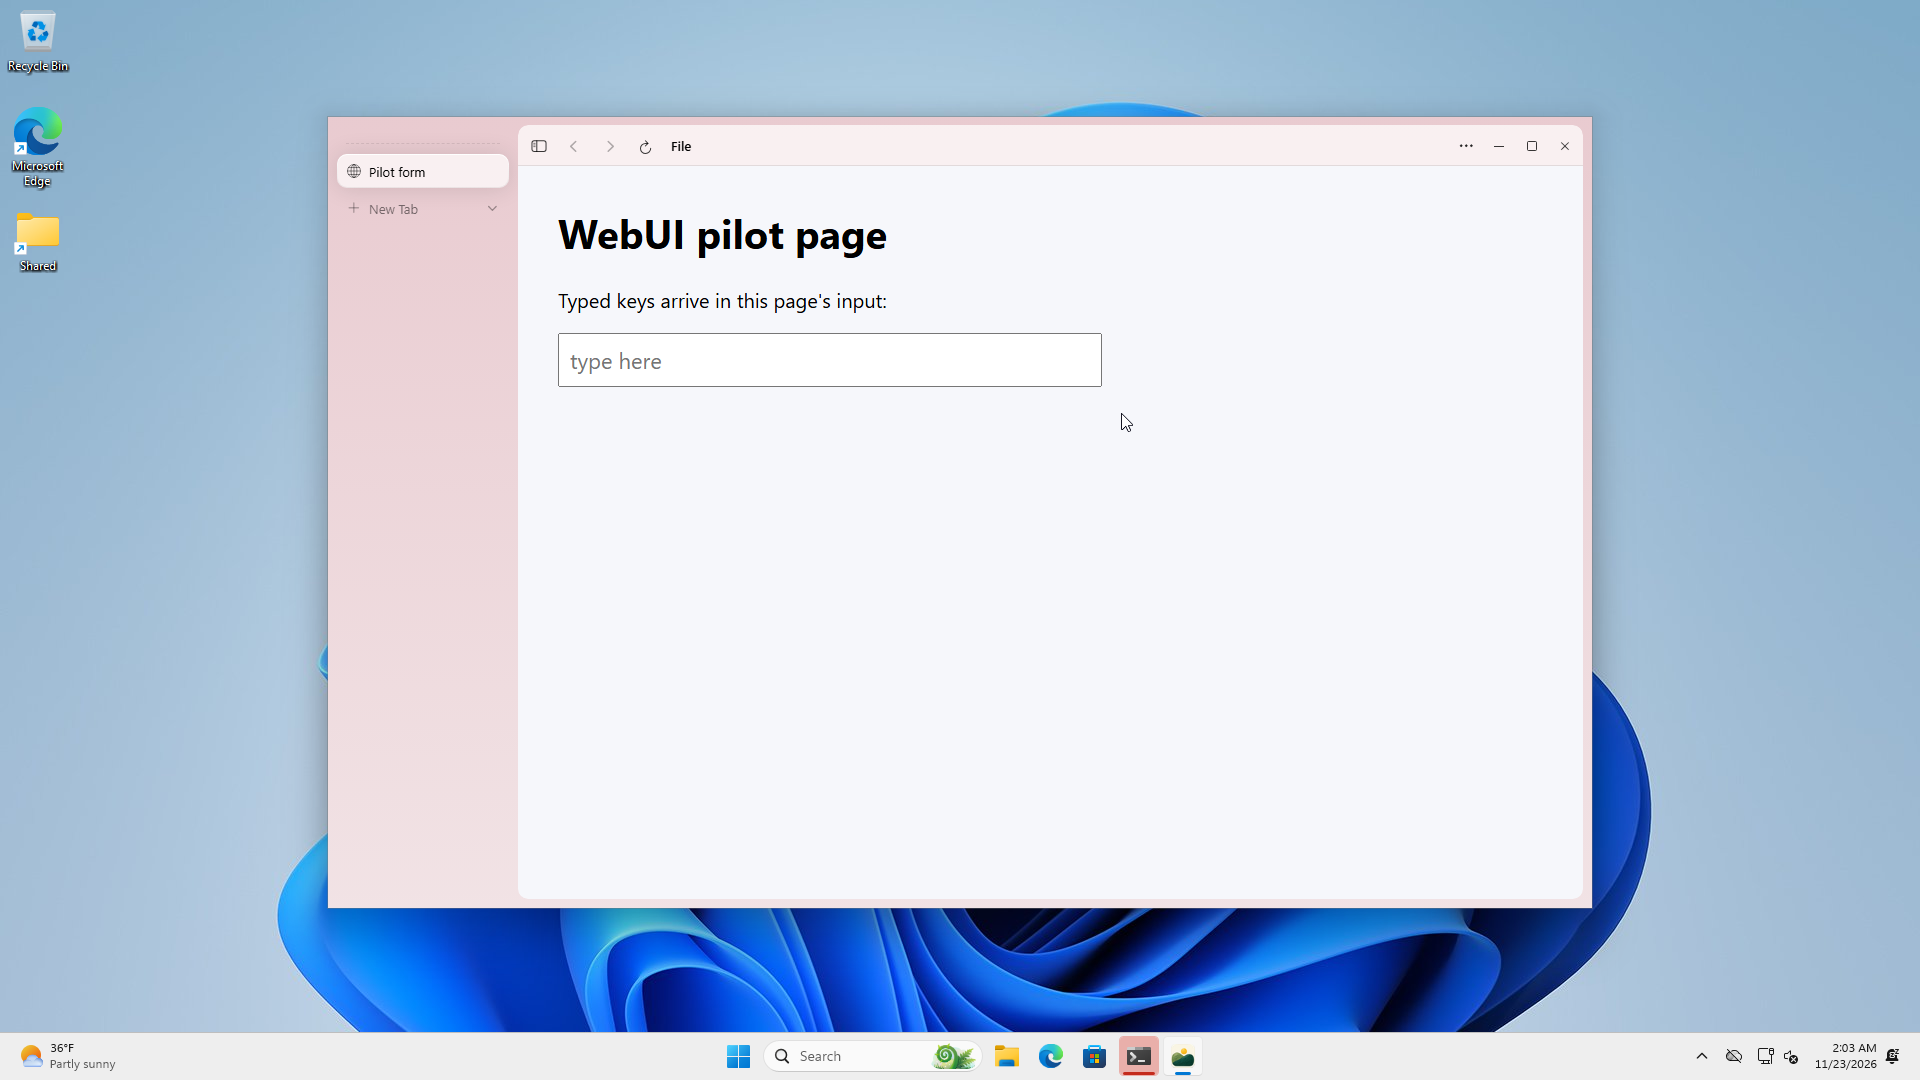 Recycle Bin
Microsoft
Edge
Shared
Pilot form
New Tab
File
WebUI pilot page
Typed keys arrive in this page's input:
type here
36°F
Partly sunny
Search
2:03 AM
11/23/2026